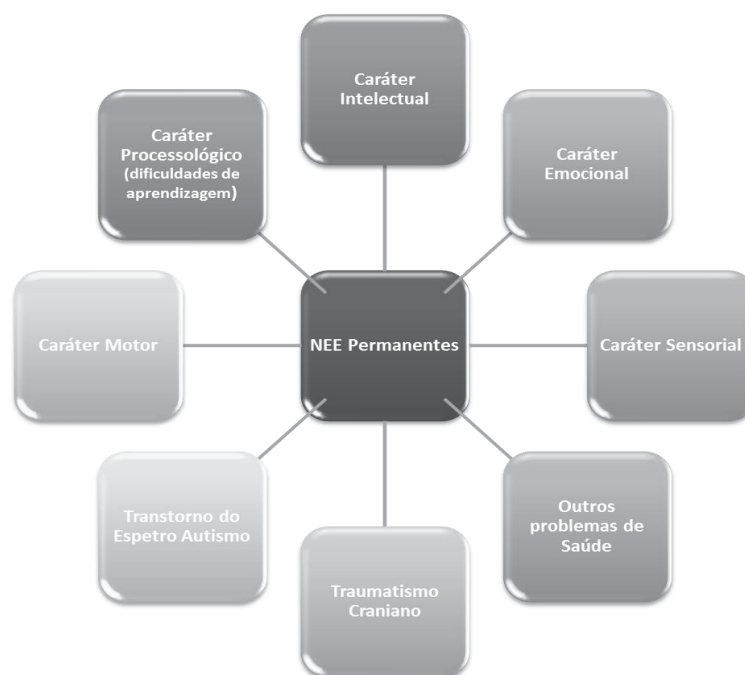 Caráter
Intelectual
Caráter
Emocional
Caráter Sensorial
Outros
problemas de
Saúde
Traumatismo
Craniano
Transtorno do
Espetro Autismo
Caráter Motor
Caráter
Processológico
(dificuldades de
aprendizagem)
NEE Permanentes